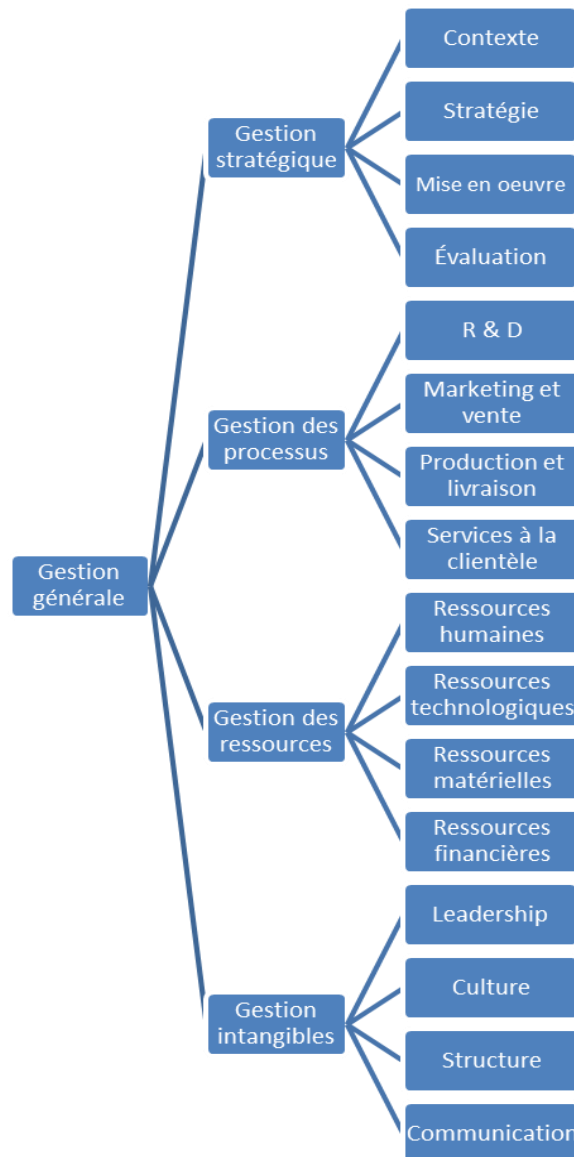 Contexte
Stratégie
Gestion
stratégique
Mise en oeuvre
Évaluation
R & D
Marketing et
vente
Gestion des
processus
Production et
livraison
Services à la
clientèle
Gestion
générale
Ressources
humaines
Ressources
technologiques
Gestion des
ressources
Ressources
matérielles
Ressources
financières
Leadership
Culture
Gestion
intangibles
Structure
Communication